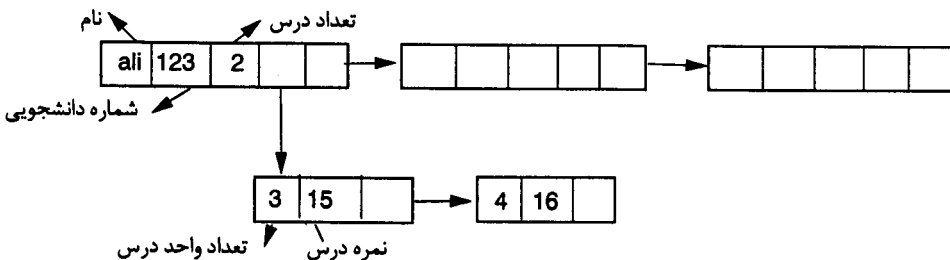 نام
تعداد درس
ali 123 2
شماره دانشجویی
3 15
4 16
تعداد واحد درس
نمره درس